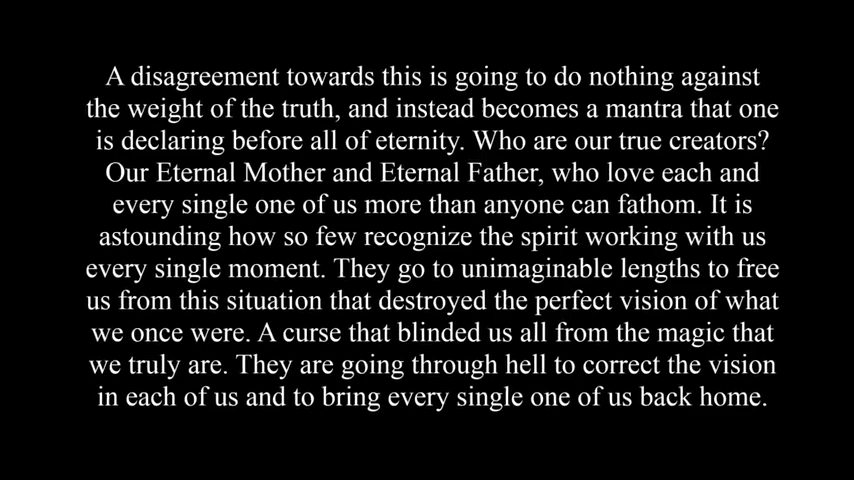 A disagreement towards this is going to do nothing against
the weight of the truth, and instead becomes a mantra that one
is declaring before all of eternity. Who are our true creators?
Our Eternal Mother and Eternal Father, who love each and
every single one of us more than anyone can fathom. It is
astounding how so few recognize the spirit working with us
every single moment. They go to unimaginable lengths to free
us from this situation that destroyed the perfect vision of what
we once were. A curse that blinded us all from the magic that
we truly are. They are going through hell to correct the vision
in each of us and to bring every single one of us back home.